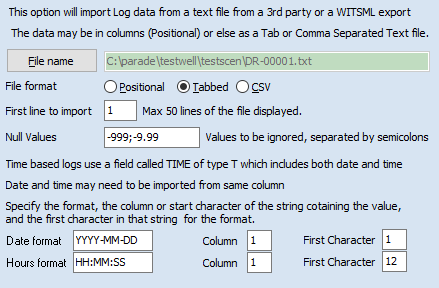 This option will import Log data from a text file from a 3rd party or a WITSML export
The data may be in columns (Positional) or else as a Tab or Comma Separated Text file.
File name C:\parade\testwell\testscen\DR-00001.txt
File format Positional Tabbed CSV
First line to import 1 Max 50 lines of the file displayed.
Null Values -999;-9.99 Values to be ignored, separated by semicolons
Time based logs use a field called TIME of type T which includes both date and time
Date and time may need to be imported from same column
Specify the format, the column or start character of the string cotaining the value,
and the first character in that string for the format.
Date format YYYY-MM-DD Column 1 First Character 1
Hours format HH:MM:SS Column 1 First Character 12